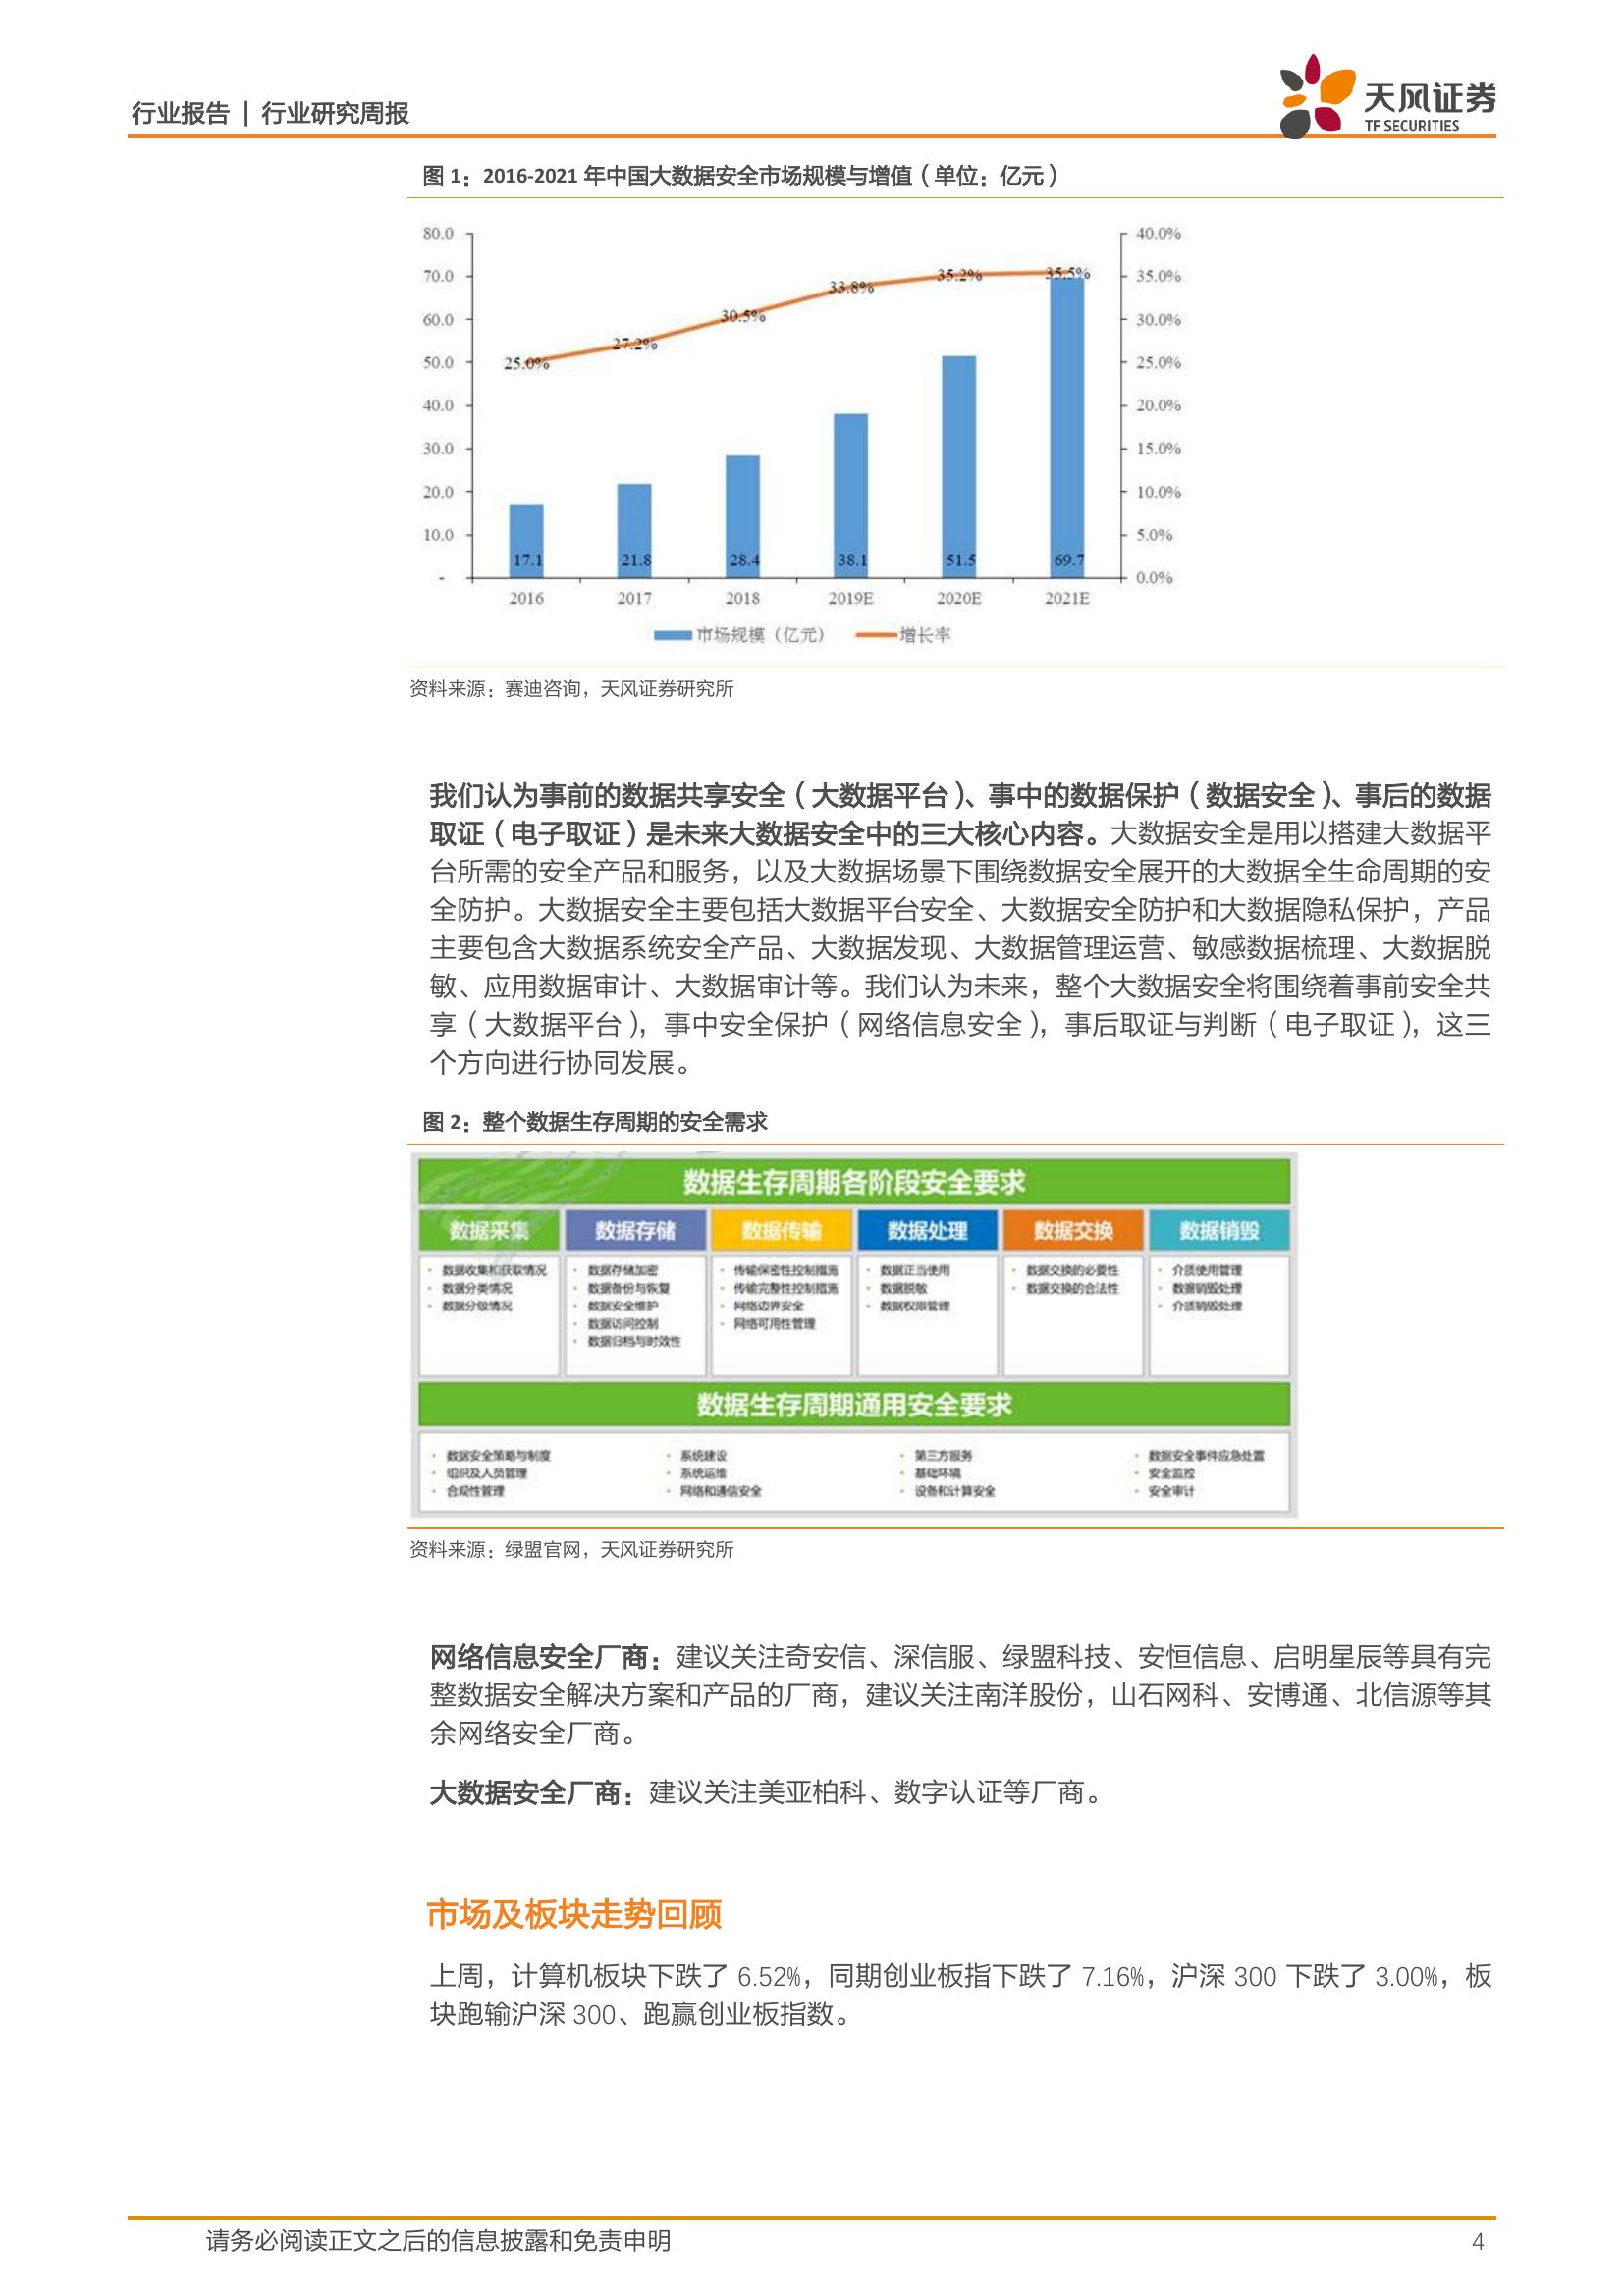 行业报告 | 行业研究周报
天风证券
TF SECURITIES
图 1：2016-2021 年中国大数据安全市场规模与增值（单位：亿元）
80.0
70.0
60.0
50.0
40.0
30.0
20.0
10.0
-
40.0%
35.0%
30.0%
25.0%
20.0%
15.0%
10.0%
5.0%
0.0%
25.0%
27.2%
30.5%
33.8%
35.2%
35.5%
17.1
21.8
28.4
38.1
51.5
69.7
2016
2017
2018
2019E
2020E
2021E
市场规模（亿元）
增长率
资料来源：赛迪咨询，天风证券研究所
我们认为事前的数据共享安全（大数据平台）、事中的数据保护（数据安全）、事后的数据
取证（电子取证）是未来大数据安全中的三大核心内容。大数据安全是用以搭建大数据平
台所需的安全产品和服务，以及大数据场景下围绕数据安全展开的大数据全生命周期的安
全防护。大数据安全主要包括大数据平台安全、大数据安全防护和大数据隐私保护，产品
主要包含大数据系统安全产品、大数据发现、大数据管理运营、敏感数据梳理、大数据脱
敏、应用数据审计、大数据审计等。我们认为未来，整个大数据安全将围绕着事前安全共
享（大数据平台），事中安全保护（网络信息安全），事后取证与判断（电子取证），这三
个方向进行协同发展。
图 2：整个数据生存周期的安全需求
数据生存周期各阶段安全要求
数据采集
数据收集和获取情况
数据分类情况
数据分级情况
数据存储
数据存储加密
数据备份与恢复
数据安全维护
数据访问控制
数据归档与时效性
数据传输
传输保密性控制措施
传输完整性控制措施
网络边界安全
网络可用性管理
数据处理
数据正当使用
数据脱敏
数据权限管理
数据交换
数据交换的必要性
数据交换的合法性
数据销毁
介质使用管理
数据销毁处理
介质销毁处理
数据生存周期通用安全要求
数据安全策略与制度
组织及人员管理
合规性管理
系统建设
系统运维
网络和通信安全
第三方服务
基础环境
设备和计算安全
数据安全事件应急处置
安全监控
安全审计
资料来源：绿盟官网，天风证券研究所
网络信息安全厂商：建议关注奇安信、深信服、绿盟科技、安恒信息、启明星辰等具有完
整数据安全解决方案和产品的厂商，建议关注南洋股份，山石网科、安博通、北信源等其
余网络安全厂商。
大数据安全厂商：建议关注美亚柏科、数字认证等厂商。
市场及板块走势回顾
上周，计算机板块下跌了 6.52%，同期创业板指下跌了 7.16%，沪深 300 下跌了 3.00%，板
块跑输沪深 300、跑赢创业板指数。
请务必阅读正文之后的信息披露和免责申明
4